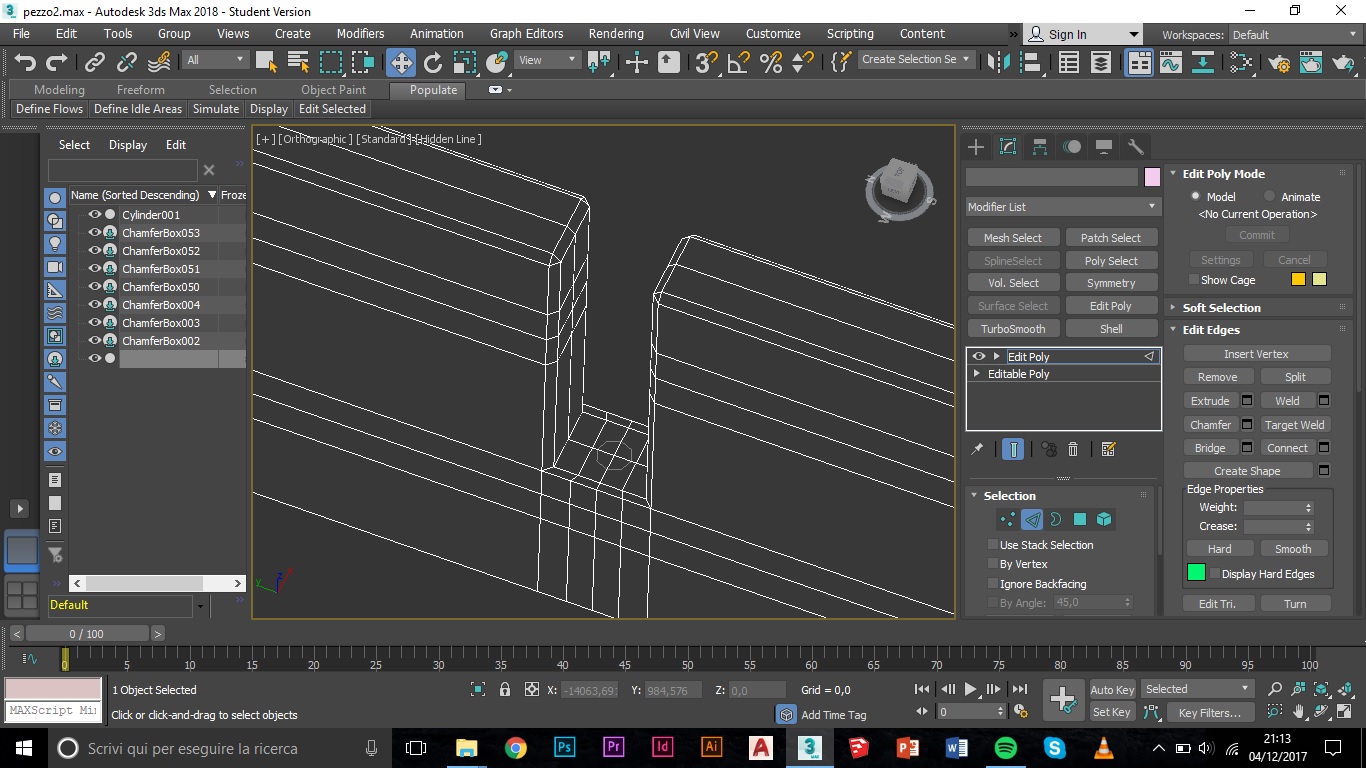 pezzo2.max - Autodesk 3ds Max 2018 - Student Version
File Edit Tools Group Views Create Modifiers Animation Graph Editors Rendering Civil View Customize Scripting Content » Sign In Workspaces: Default
All View Create Selection Se
Modeling Freeform Selection Object Paint Populate
Define Flows Define Idle Areas Simulate Display Edit Selected
Select Display Edit
Name (Sorted Descending) Froze
Cylinder001
ChamferBox053
ChamferBox052
ChamferBox051
ChamferBox050
ChamferBox004
ChamferBox003
ChamferBox002
Default
[+] [Orthographic] [Standard] [Hidden Line]
Modifier List
Mesh Select Patch Select
SplineSelect Poly Select
Vol. Select Symmetry
Surface Select Edit Poly
TurboSmooth Shell
Edit Poly
Editable Poly
Selection
Use Stack Selection
By Vertex
Ignore Backfacing
By Angle: 45,0
Edit Poly Mode
Model Animate
<No Current Operation>
Commit
Settings Cancel
Show Cage
Soft Selection
Edit Edges
Insert Vertex
Remove Split
Extrude Weld
Chamfer Target Weld
Bridge Connect
Create Shape
Edge Properties
Weight:
Crease:
Hard Smooth
Display Hard Edges
Edit Tri. Turn
< 0 / 100 >
0 5 10 15 20 25 30 35 40 45 50 55 60 65 70 75 80 85 90 95 100
1 Object Selected X: -14063,69 Y: 984,576 Z: 0,0 Grid = 0,0 Auto Key Selected
MAXScript Mi Click or click-and-drag to select objects Add Time Tag 0 Set Key Key Filters...
Scrivi qui per eseguire la ricerca
Ps Pr Id Ai A 3 MAX P W S
21:13
04/12/2017